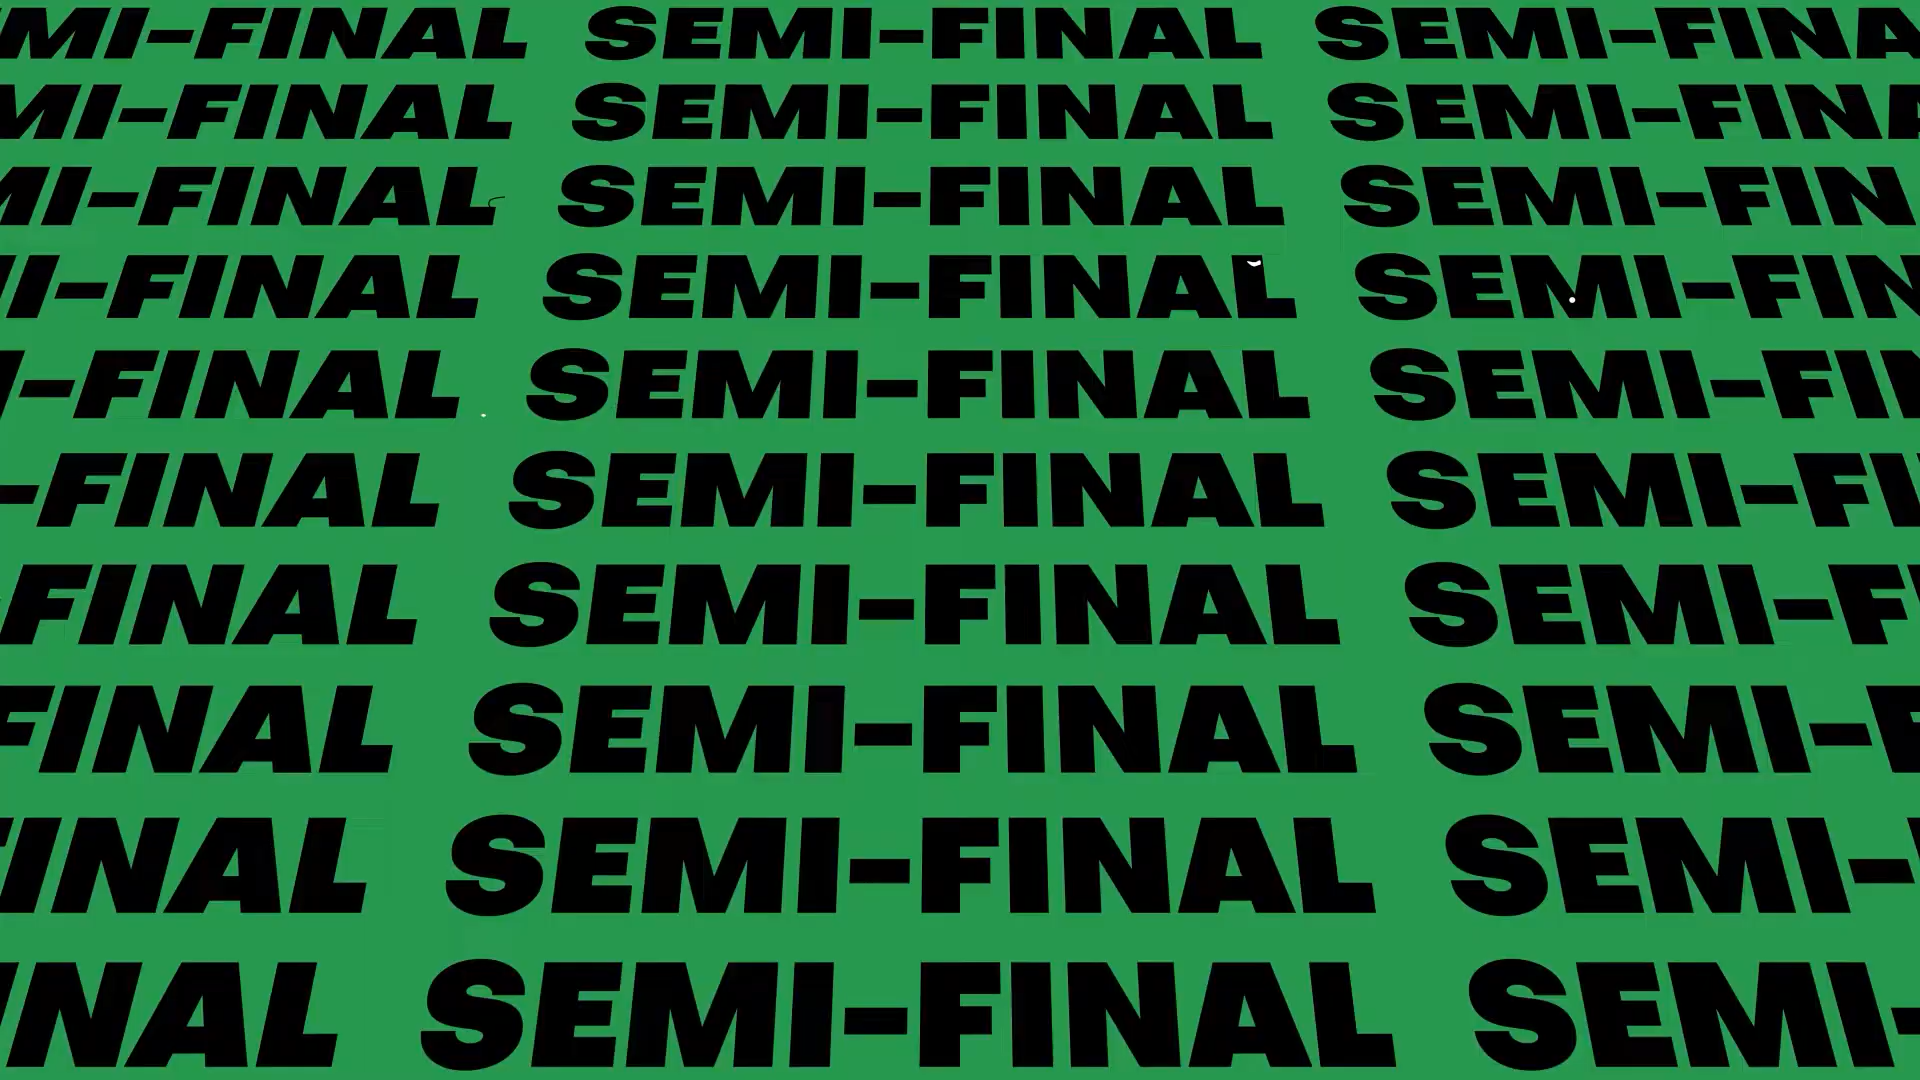 MI-FINAL SEMI-FINAL SEMI-FINA
MI-FINAL SEMI-FINAL SEMI-FINA
MI-FINAL SEMI-FINAL SEMI-FIN
I-FINAL SEMI-FINAL SEMI-FIN
I-FINAL SEMI-FINAL SEMI-FIN
-FINAL SEMI-FINAL SEMI-FI
FINAL SEMI-FINAL SEMI-F
FINAL SEMI-FINAL SEMI-F
INAL SEMI-FINAL SEMI-
INAL SEMI-FINAL SEMI-